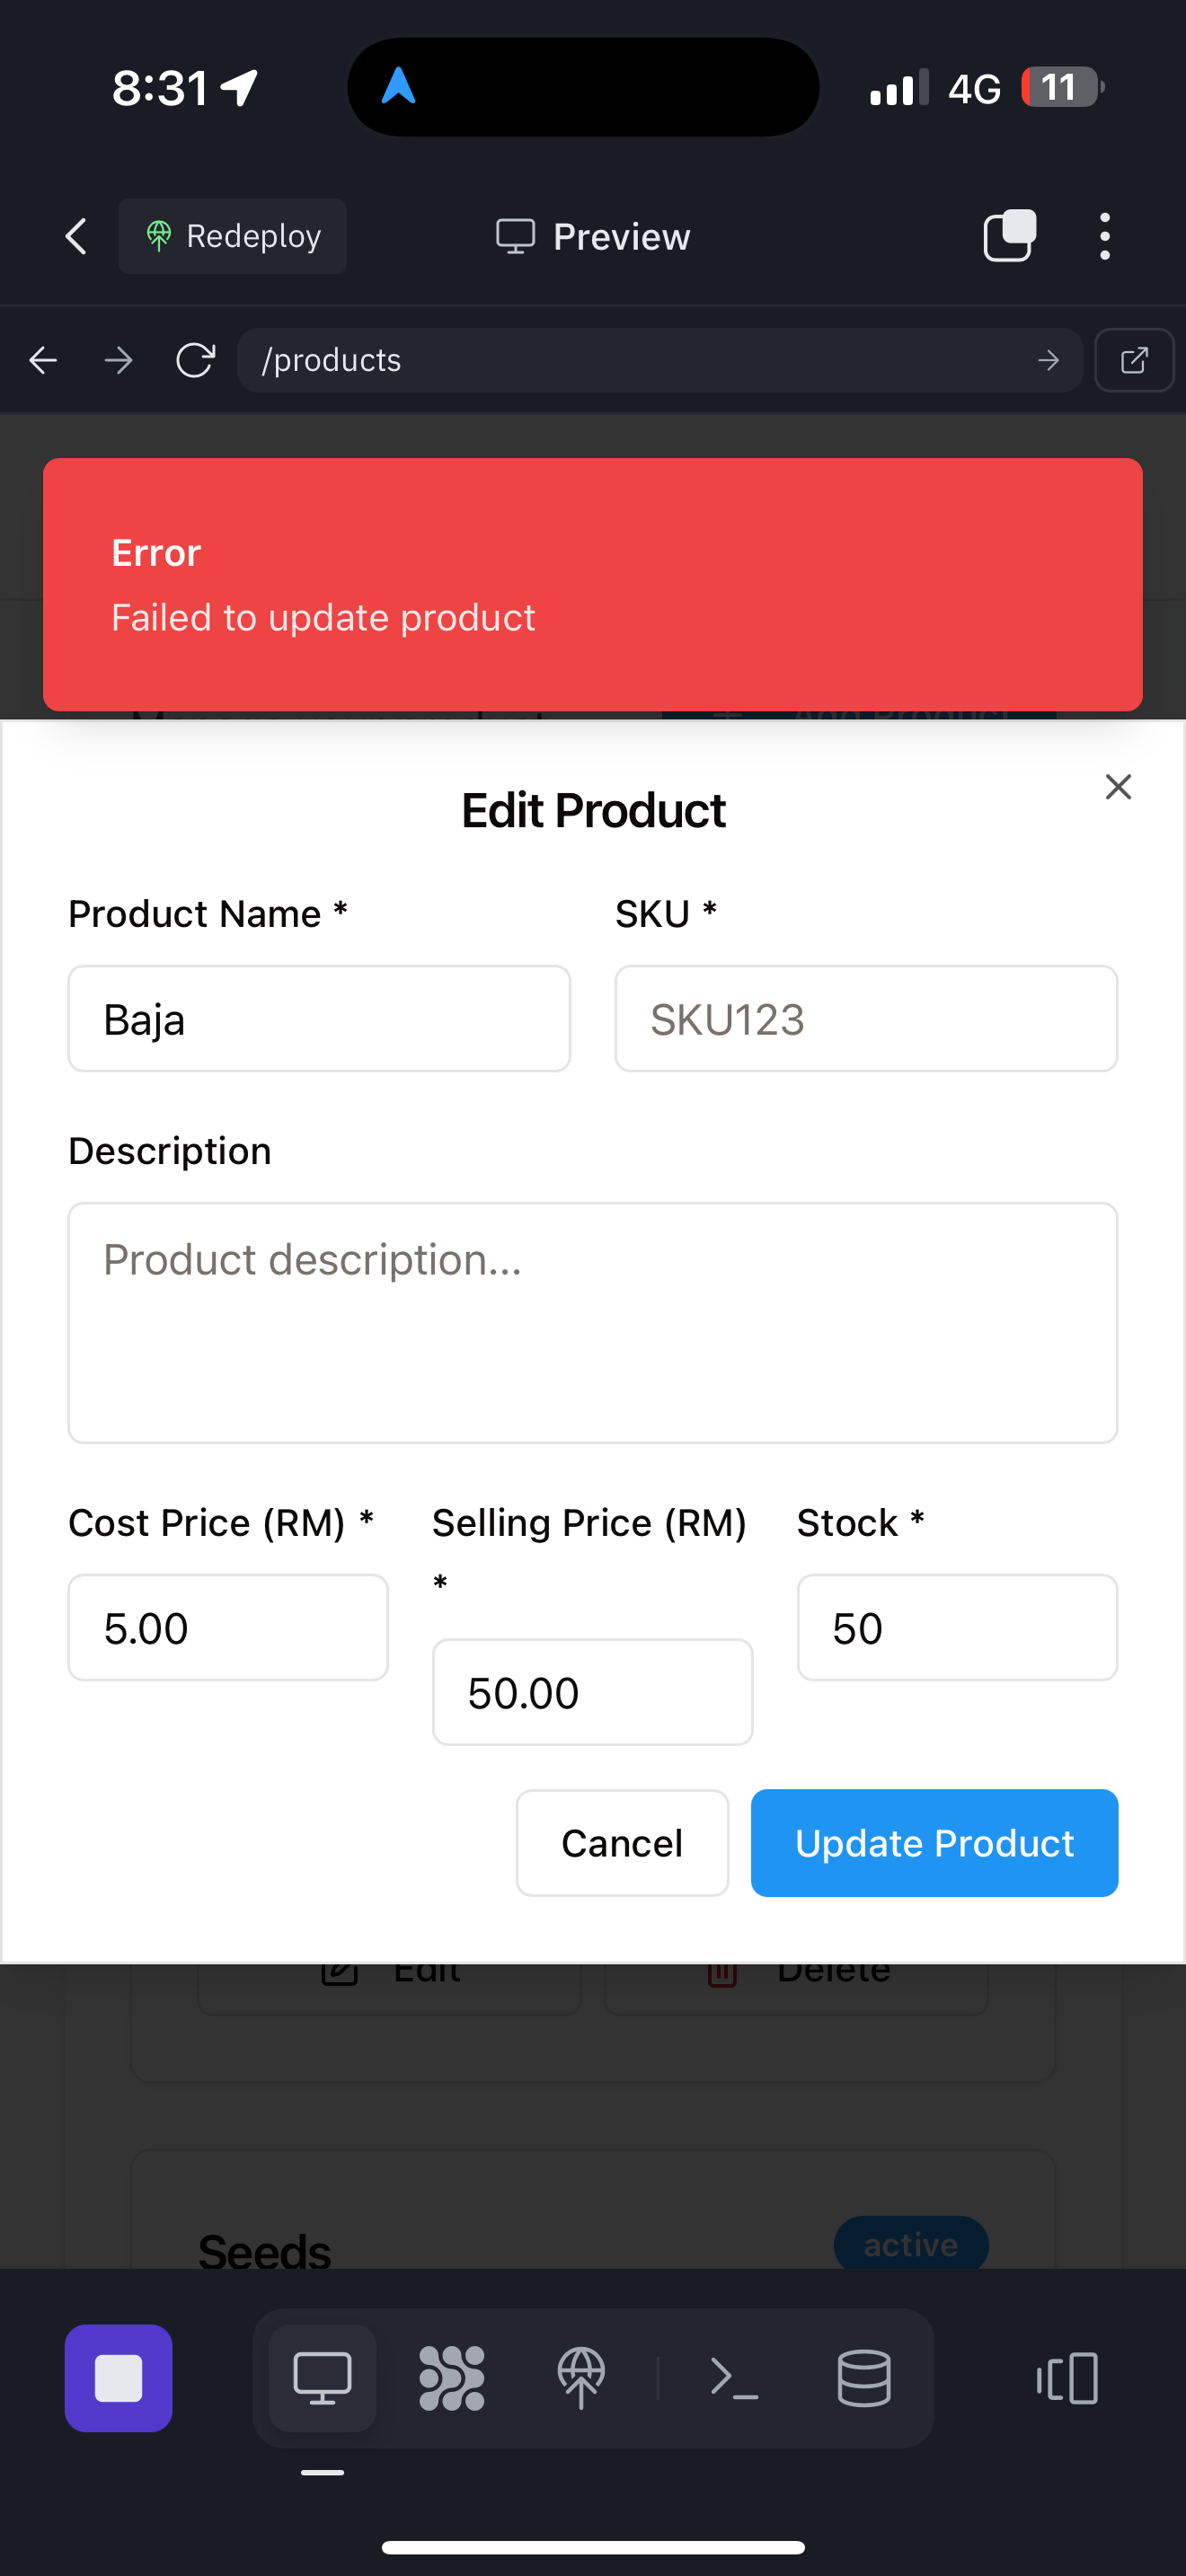 8:31 4G 11
Redeploy Preview
/products
Error
Failed to update product
Edit Product
Product Name * SKU *
Baja SKU123
Description
Product description...
Cost Price (RM) * Selling Price (RM) * Stock *
5.00 50.00 50
Cancel Update Product
Edit Delete
Seeds active